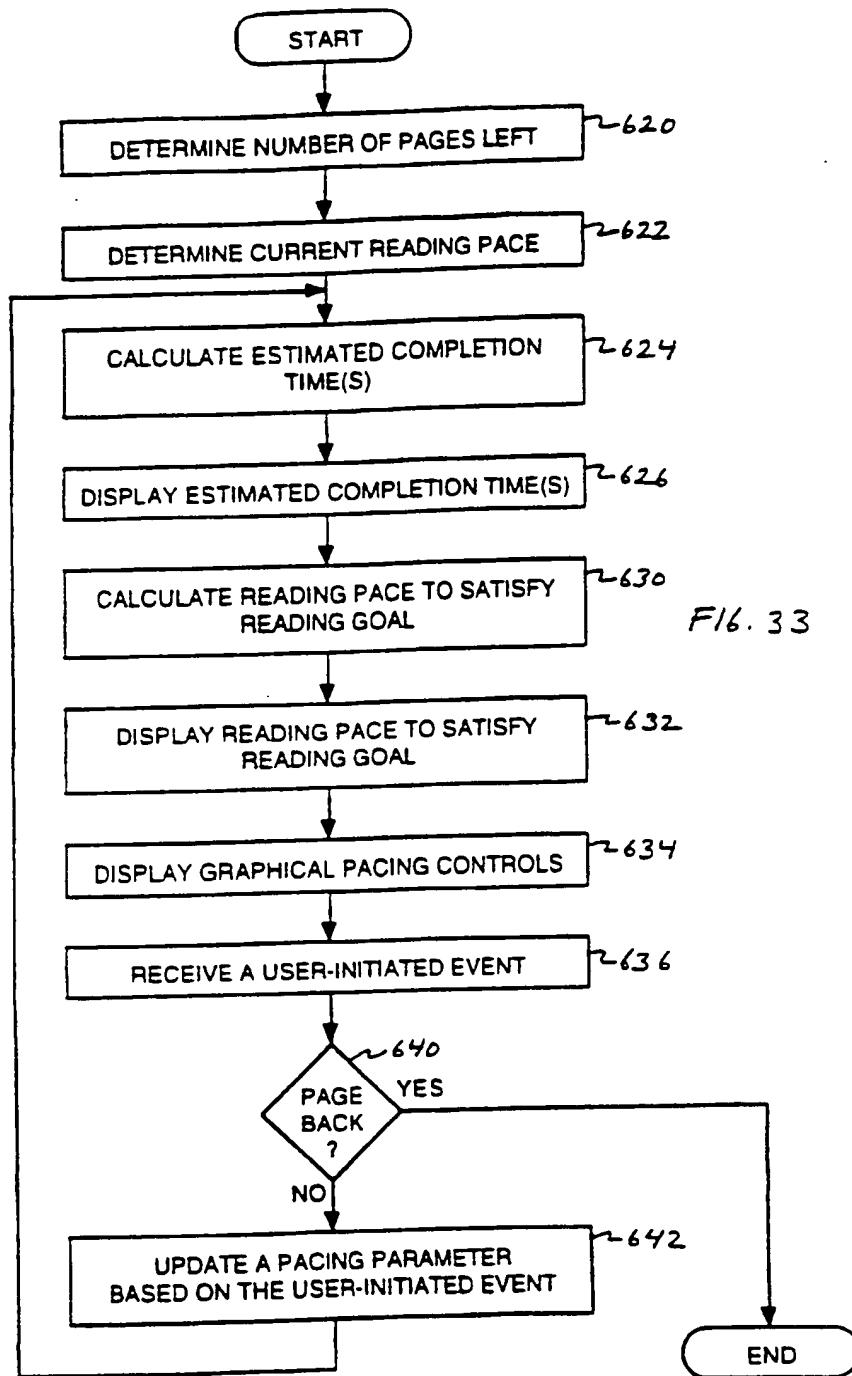 START
DETERMINE NUMBER OF PAGES LEFT
620
DETERMINE CURRENT READING PACE
622
CALCULATE ESTIMATED COMPLETION
TIME(S)
624
DISPLAY ESTIMATED COMPLETION TIME(S)
626
CALCULATE READING PACE TO SATISFY
READING GOAL
630
FIG. 33
DISPLAY READING PACE TO SATISFY
READING GOAL
632
DISPLAY GRAPHICAL PACING CONTROLS
634
RECEIVE A USER-INITIATED EVENT
636
640
PAGE
BACK
?
YES
NO
UPDATE A PACING PARAMETER
BASED ON THE USER-INITIATED EVENT
642
END